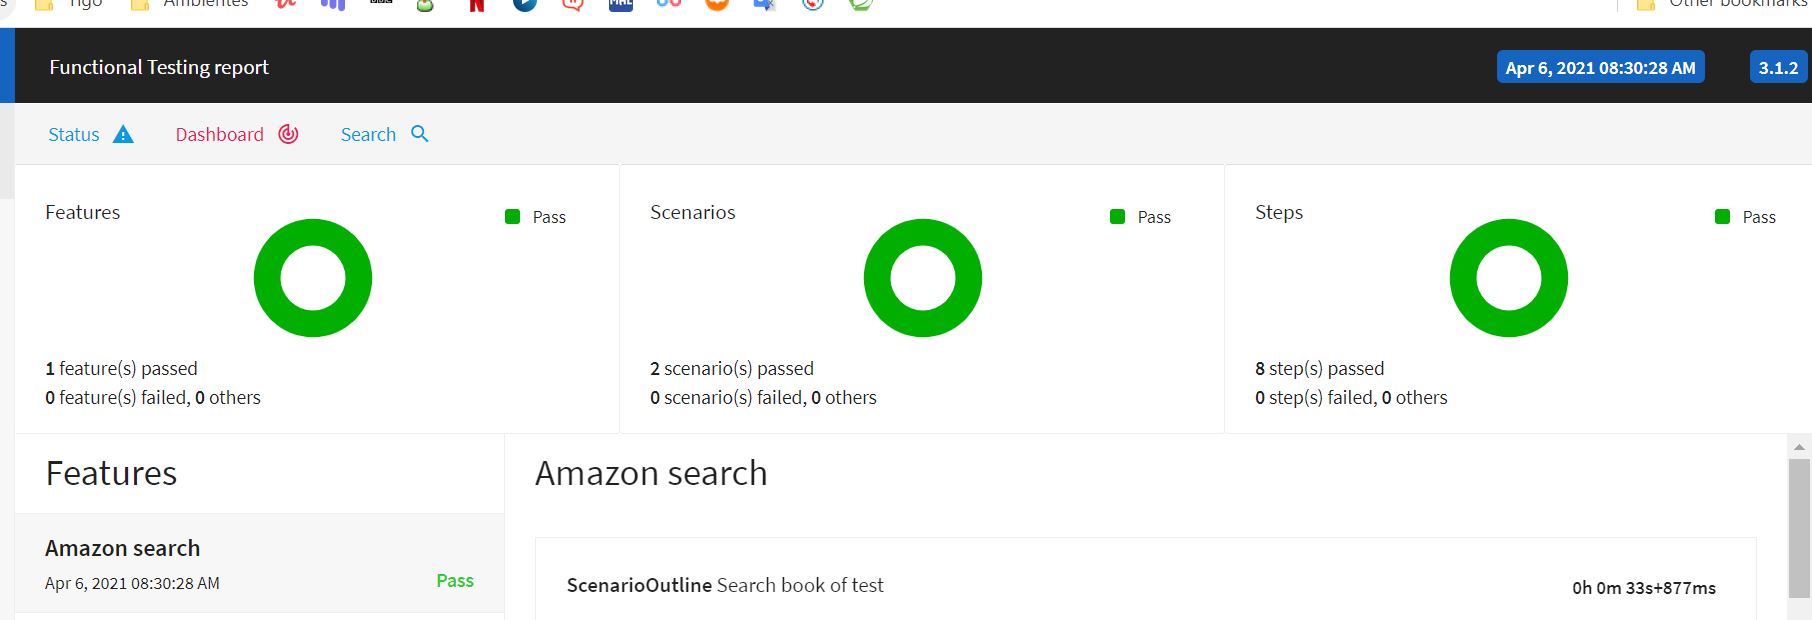 Ambientes
Other bookmarks
Functional Testing report
Apr 6, 2021 08:30:28 AM
3.1.2
Status
Dashboard
Search
Features
Pass
Scenarios
Pass
Steps
Pass
1 feature(s) passed
0 feature(s) failed, 0 others
2 scenario(s) passed
0 scenario(s) failed, 0 others
8 step(s) passed
0 step(s) failed, 0 others
Features
Amazon search
Apr 6, 2021 08:30:28 AM
Pass
Amazon search
ScenarioOutline Search book of test
0h 0m 33s+877ms